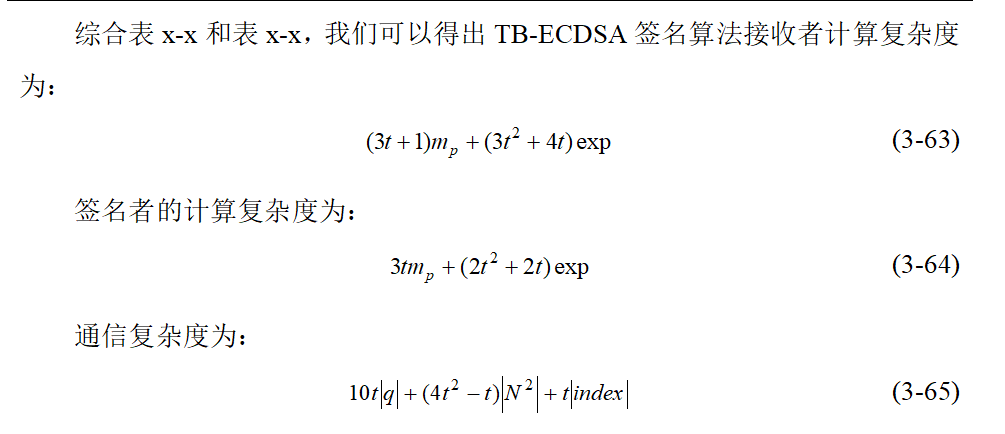 综合表 x-x 和表 x-x，我们可以得出 TB-ECDSA 签名算法接收者计算复杂度
为：
(3t+1)m_p+(3t^2+4t)exp (3-63)
签名者的计算复杂度为：
3tm_p+(2t^2+2t)exp (3-64)
通信复杂度为：
10t|q|+(4t^2-t)|N^2|+t|index| (3-65)